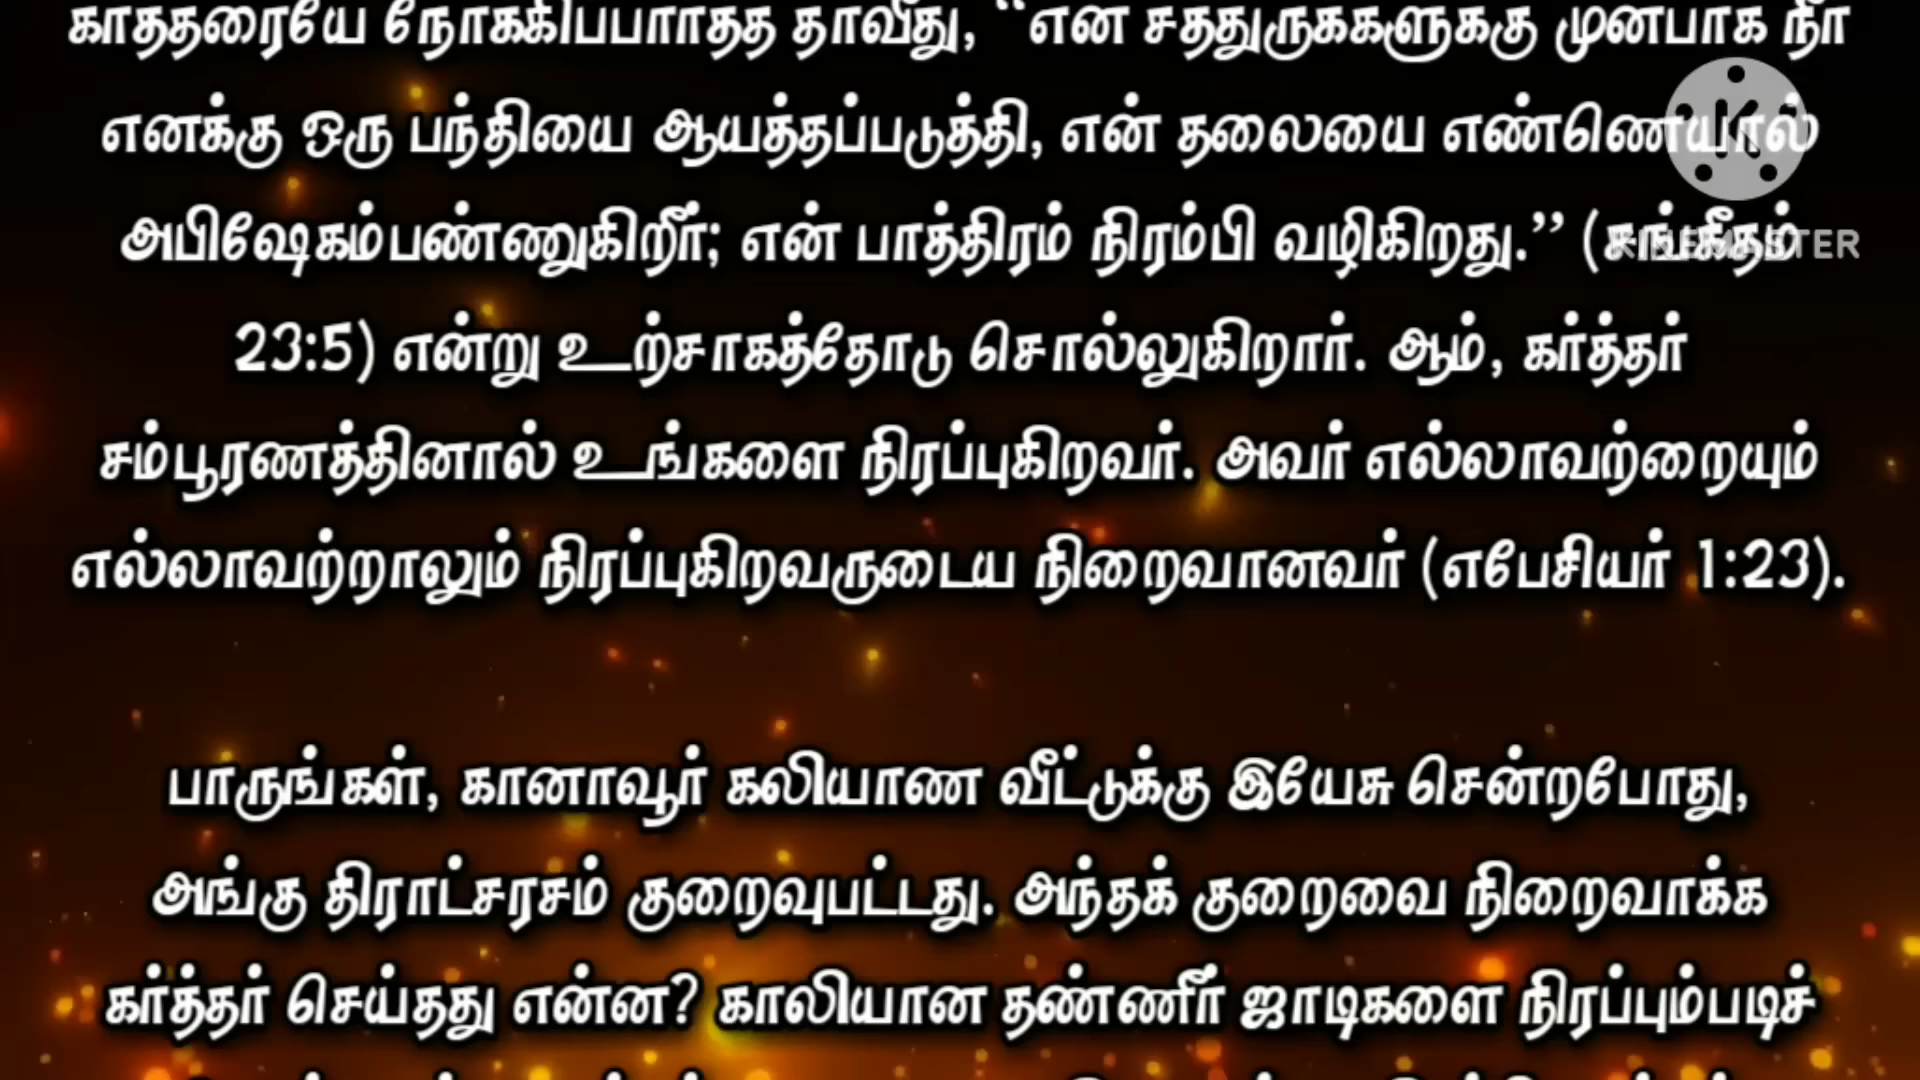 கர்த்தரையே நோக்கிப்பார்த்த தாவீது, “என் சத்துருக்களுக்கு முன்பாக நீர்
எனக்கு ஒரு பந்தியை ஆயத்தப்படுத்தி, என் தலையை எண்ணெயால்
அபிஷேகம்பண்ணுகிறீர்; என் பாத்திரம் நிரம்பி வழிகிறது.” (சங்கீதம்
KINEMASTER
23:5) என்று உற்சாகத்தோடு சொல்லுகிறார். ஆம், கர்த்தர்
சம்பூரணத்தினால் உங்களை நிரப்புகிறவர். அவர் எல்லாவற்றையும்
எல்லாவற்றாலும் நிரப்புகிறவருடைய நிறைவானவர் (எபேசியர் 1:23).
பாருங்கள், கானாவூர் கலியாண வீட்டுக்கு இயேசு சென்றபோது,
அங்கு திராட்சரசம் குறைவுபட்டது. அந்தக் குறைவை நிறைவாக்க
கர்த்தர் செய்தது என்ன? காலியான தண்ணீர் ஜாடிகளை நிரப்பும்படிச்